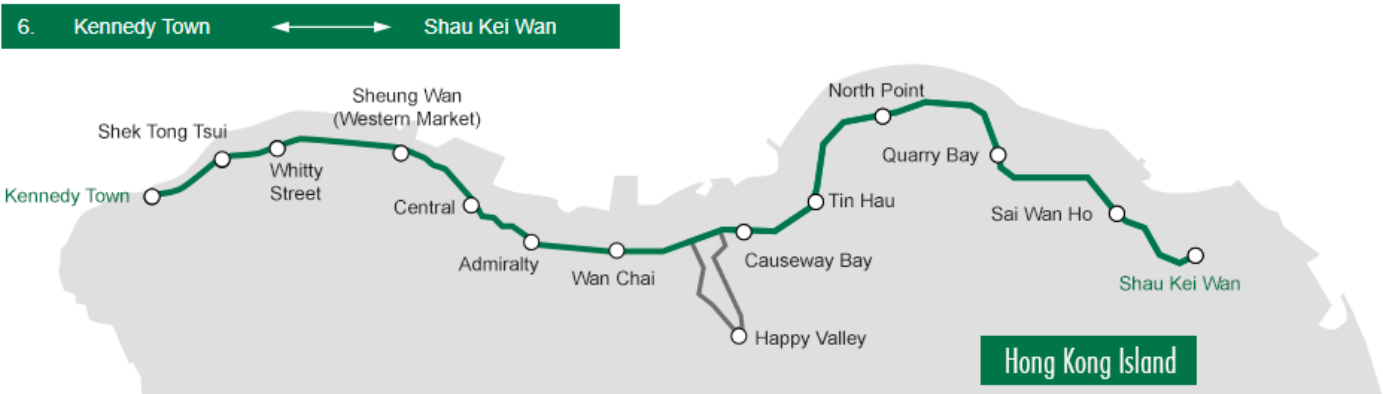 6. Kennedy Town Shau Kei Wan
North Point
Sheung Wan
(Western Market)
Shek Tong Tsui
Quarry Bay
Whitty
Street
Kennedy Town
Tin Hau
Central
Sai Wan Ho
Admiralty
Causeway Bay
Wan Chai
Shau Kei Wan
Happy Valley
Hong Kong Island